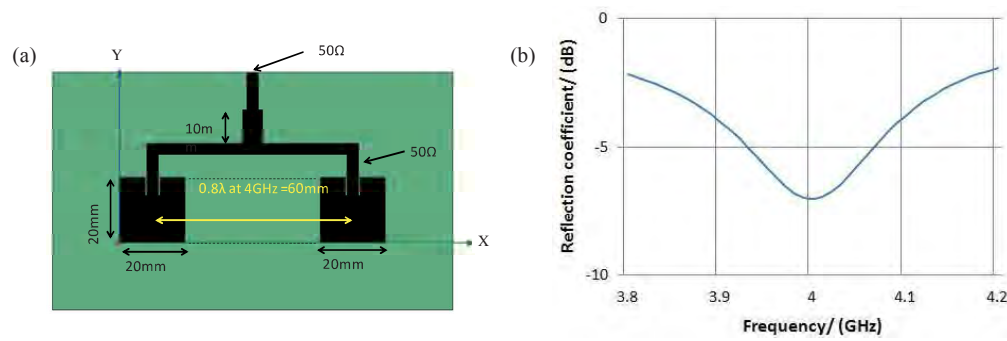 (a)
Y
50Ω
10m
m
50Ω
0.8λ at 4GHz =60mm
20mm
X
20mm
20mm
(b)
Reflection coefficient/ (dB)
0
-5
-10
3.8 3.9 4 4.1 4.2
Frequency/ (GHz)